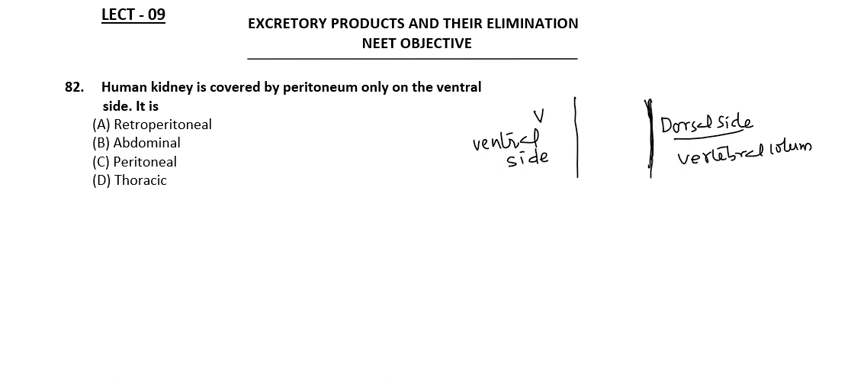 LECT - 09
EXCRETORY PRODUCTS AND THEIR ELIMINATION
NEET OBJECTIVE
82. Human kidney is covered by peritoneum only on the ventral
side. It is
(A) Retroperitoneal
(B) Abdominal
(C) Peritoneal
(D) Thoracic
V
ventral
side
Dorsal side
vertebral colum